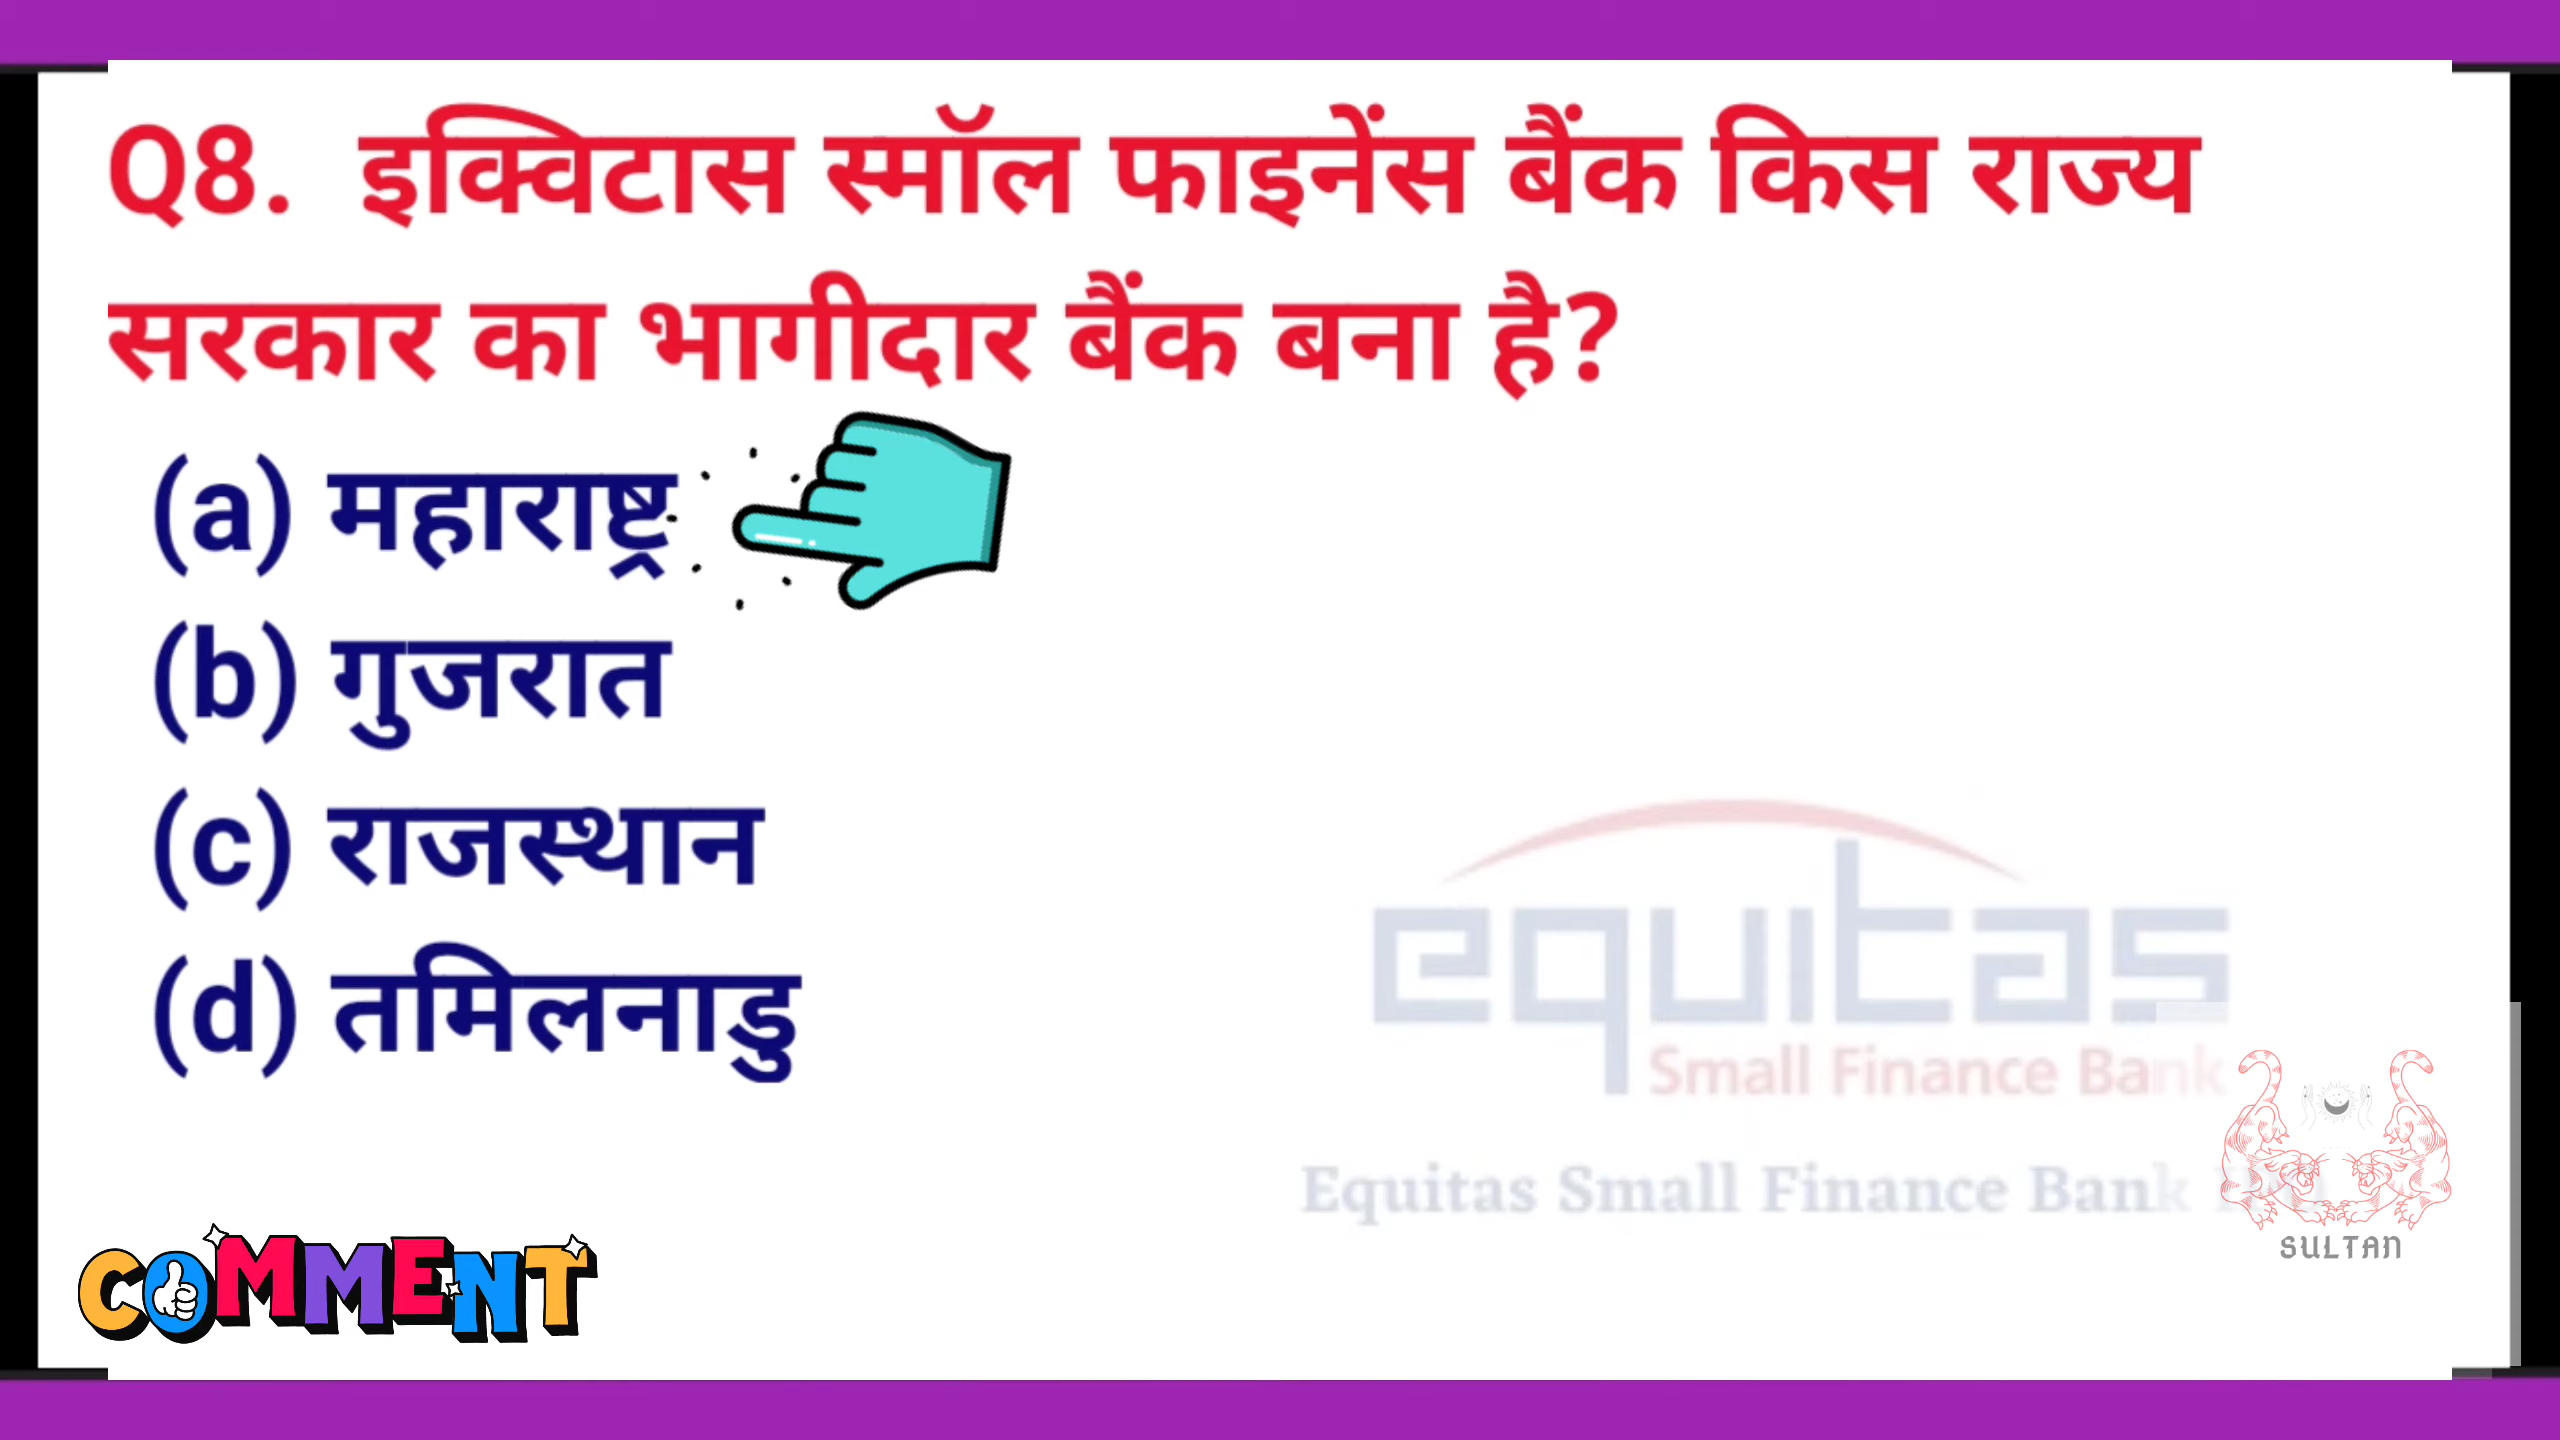 Q8. इक्विटास स्मॉल फाइनेंस बैंक किस राज्य
सरकार का भागीदार बैंक बना है?
(a) महाराष्ट्र
(b) गुजरात
(c) राजस्थान
(d) तमिलनाडु
equitas
Small Finance Bank
Equitas Small Finance Bank
SULTAN
COMMENT